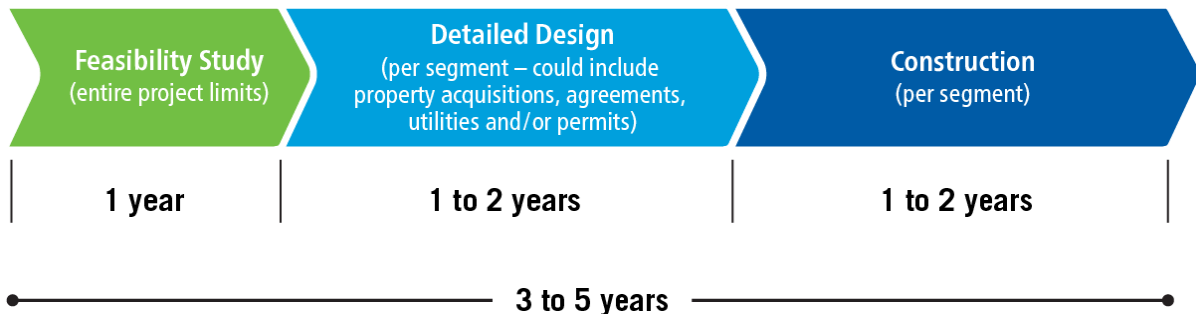 Feasibility Study
(entire project limits)
Detailed Design
(per segment – could include
property acquisitions, agreements,
utilities and/or permits)
Construction
(per segment)
1 year
1 to 2 years
1 to 2 years
3 to 5 years